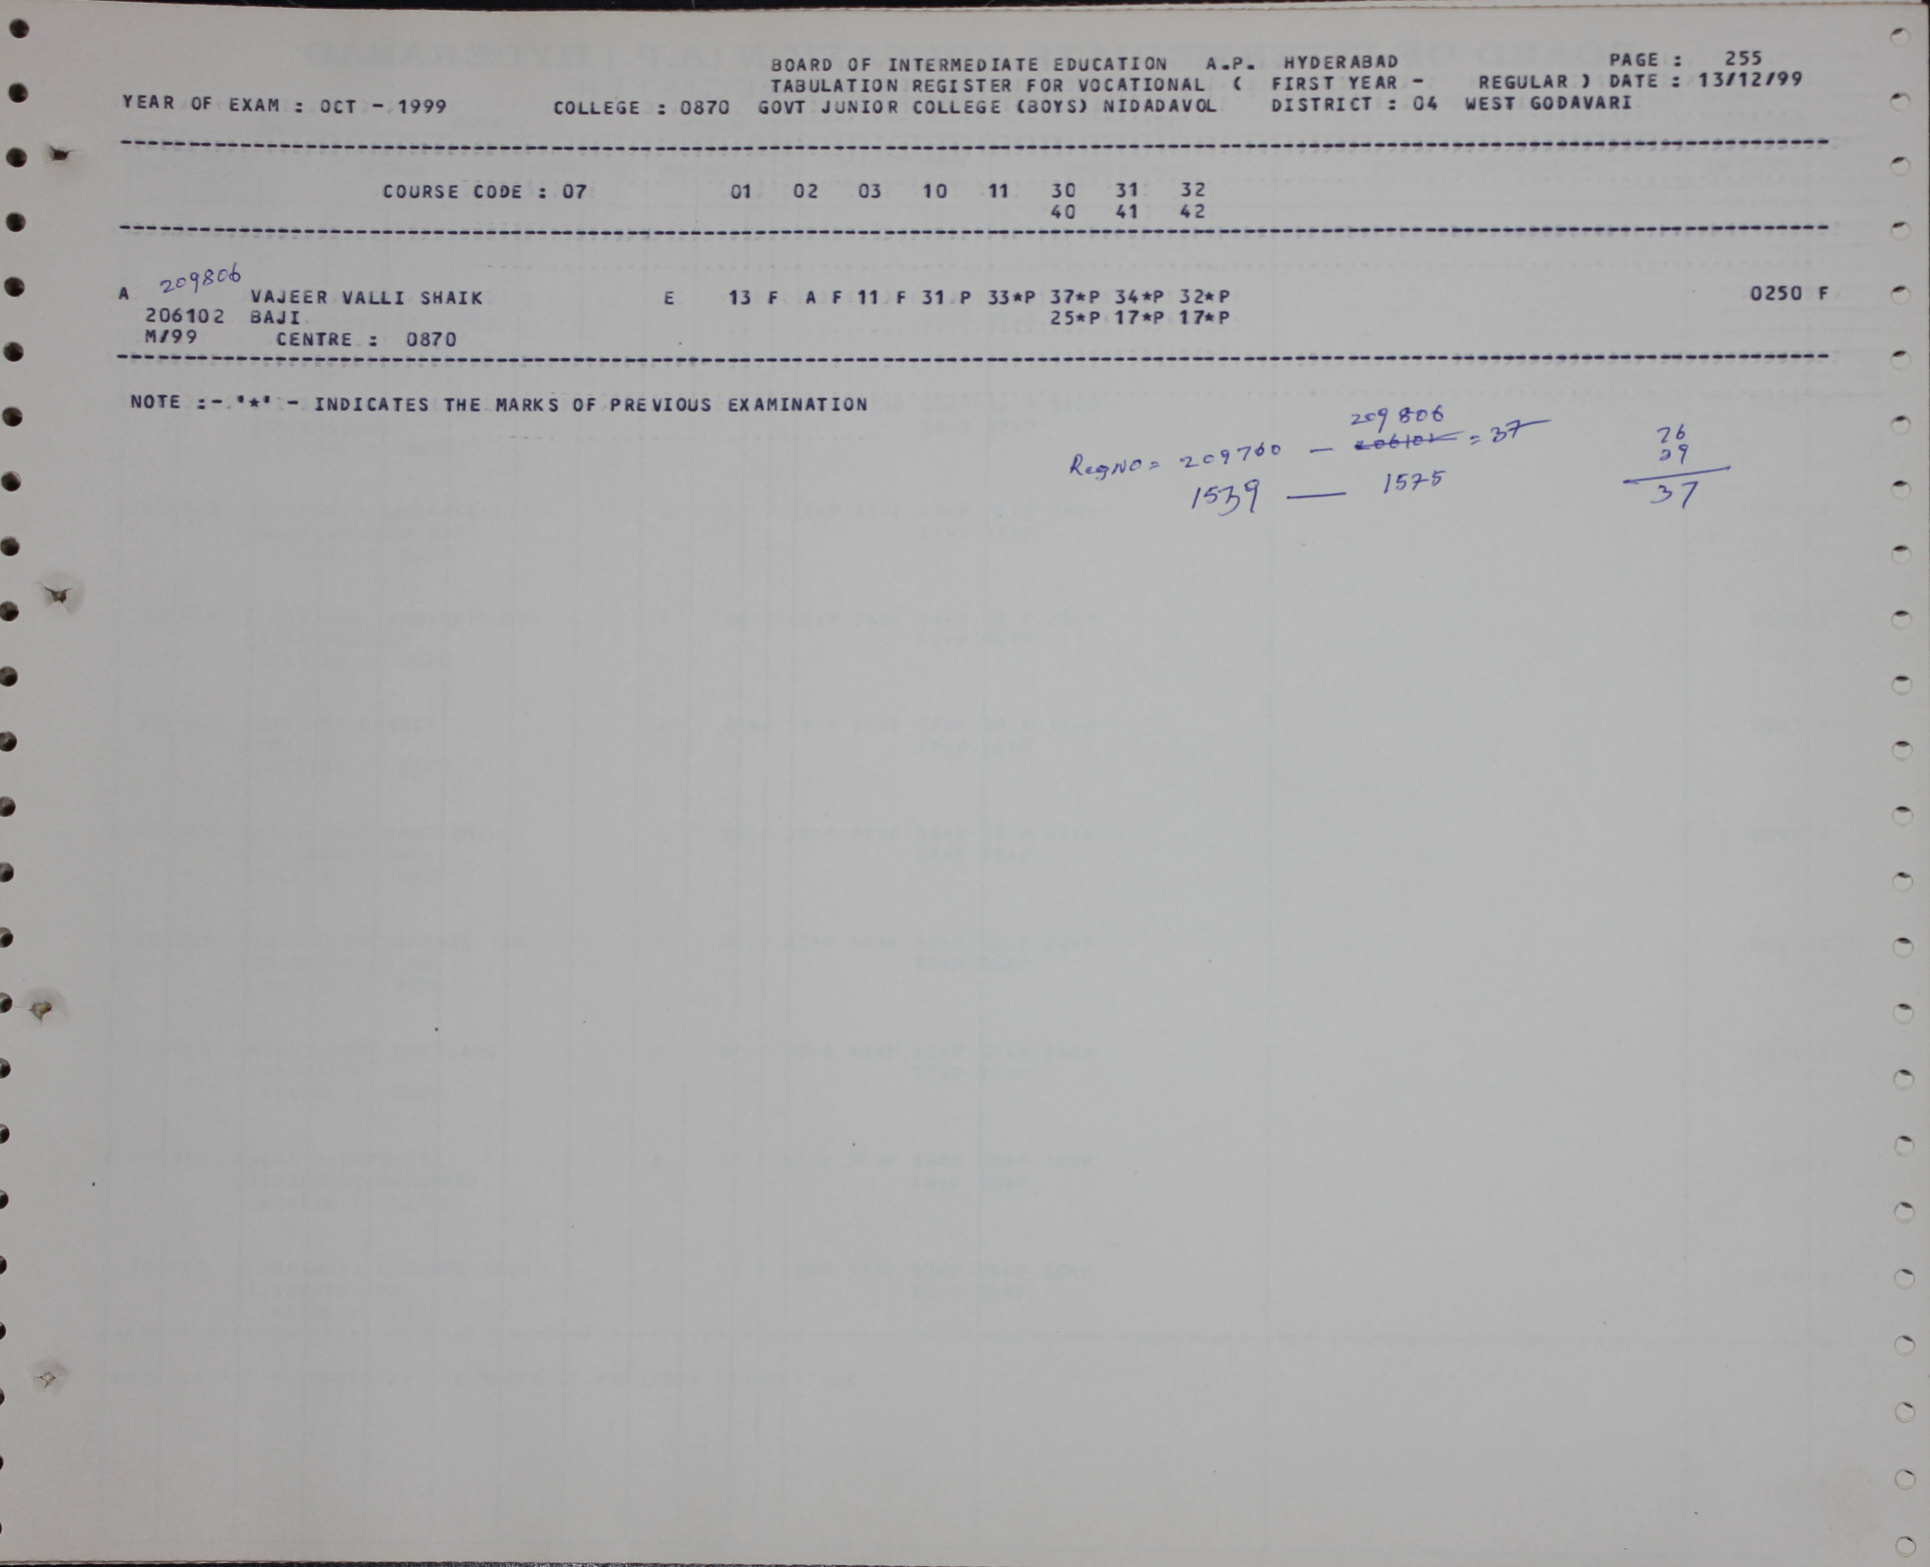 BOARD OF INTERMEDIATE EDUCATION A.P. HYDERABAD PAGE : 255
TABULATION REGISTER FOR VOCATIONAL ( FIRST YEAR - REGULAR ) DATE : 13/12/99
YEAR OF EXAM : OCT - 1999 COLLEGE : 0870 GOVT JUNIOR COLLEGE (BOYS) NIDADAVOL DISTRICT : 04 WEST GODAVARI
COURSE CODE : 07 01 02 03 10 11 30 31 32
40 41 42
209806
A VAJEER VALLI SHAIK E 13 F A F 11 F 31 P 33*P 37*P 34*P 32*P 0250 F
206102 BAJI 25*P 17*P 17*P
M/99 CENTRE : 0870
NOTE :- '*' - INDICATES THE MARKS OF PREVIOUS EXAMINATION
209806
RegNO = 209760 — 206102 = 37
1539 — 1575
76
39
37